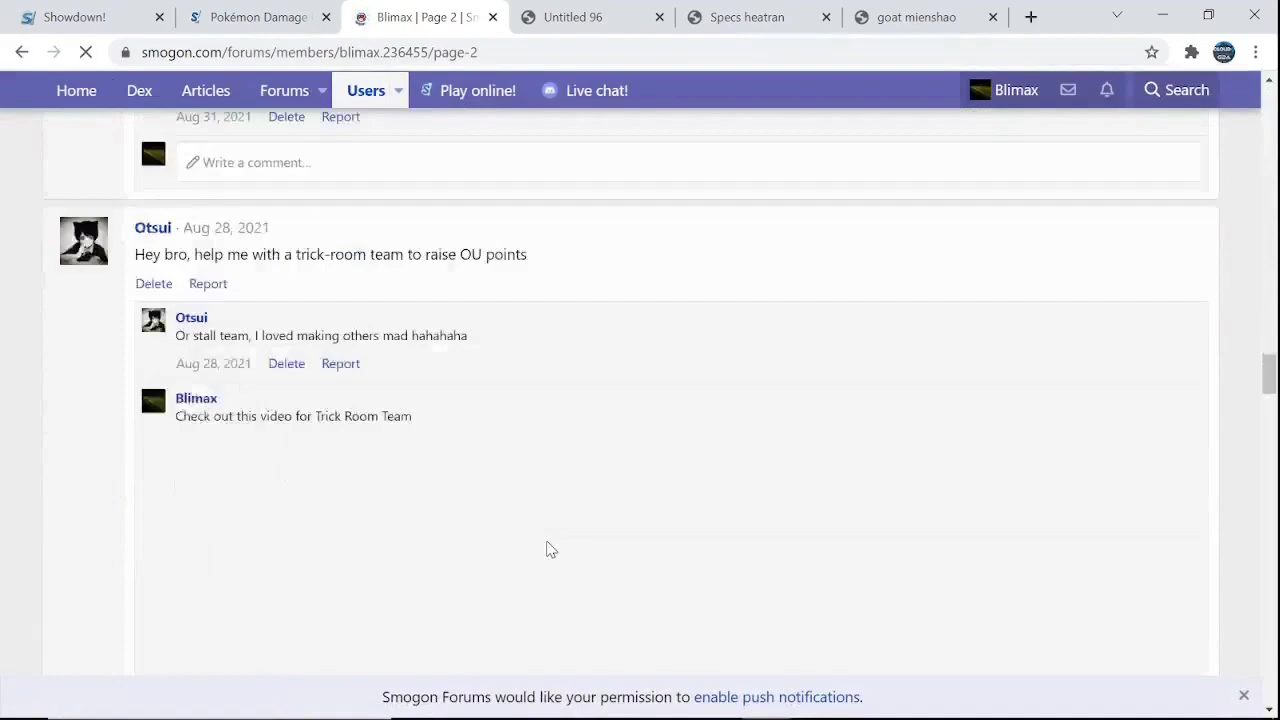 Showdown!
Pokémon Damage
Blimax | Page 2 | Sm
Untitled 96
Specs heatran
goat mienshao
smogon.com/forums/members/blimax.236455/page-2
Home
Dex
Articles
Forums
Users
Play online!
Live chat!
Blimax
Search
Aug 31, 2021 Delete Report
Write a comment...
Otsui · Aug 28, 2021
Hey bro, help me with a trick-room team to raise OU points
Delete Report
Otsui
Or stall team, I loved making others mad hahahaha
Aug 28, 2021 Delete Report
Blimax
Check out this video for Trick Room Team
Smogon Forums would like your permission to enable push notifications.